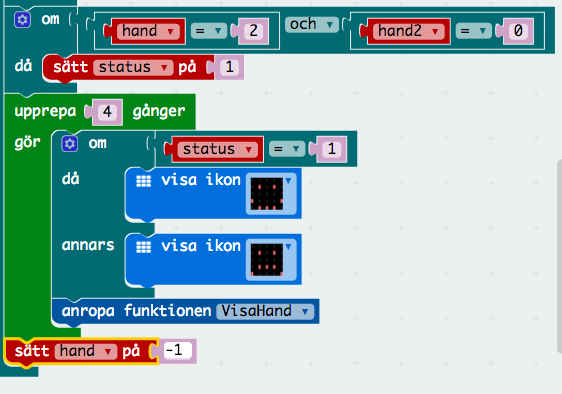 om hand = 2 och hand2 = 0
då sätt status på 1
upprepa 4 gånger
gör om status = 1
då visa ikon
annars visa ikon
anropa funktionen VisaHand
sätt hand på -1